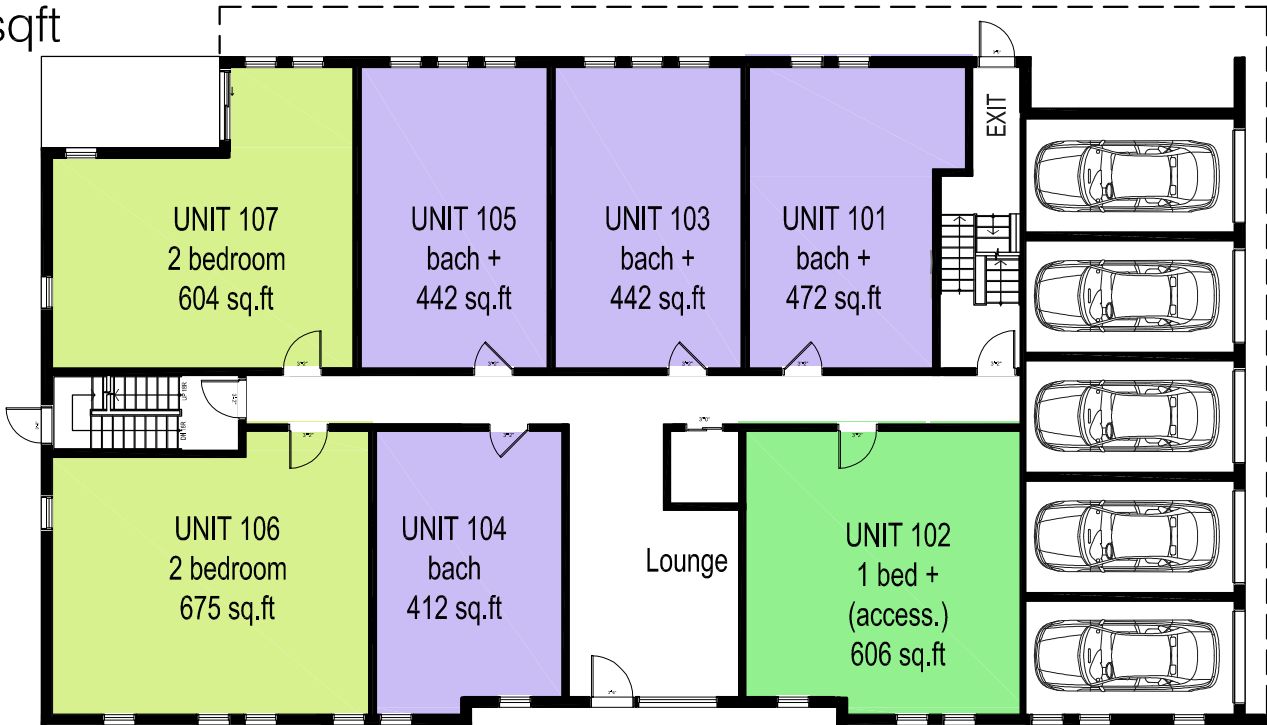 sqft
EXIT
UNIT 107
2 bedroom
604 sq.ft
UNIT 105
bach +
442 sq.ft
UNIT 103
bach +
442 sq.ft
UNIT 101
bach +
472 sq.ft
UNIT 106
2 bedroom
675 sq.ft
UNIT 104
bach
412 sq.ft
Lounge
UNIT 102
1 bed +
(access.)
606 sq.ft